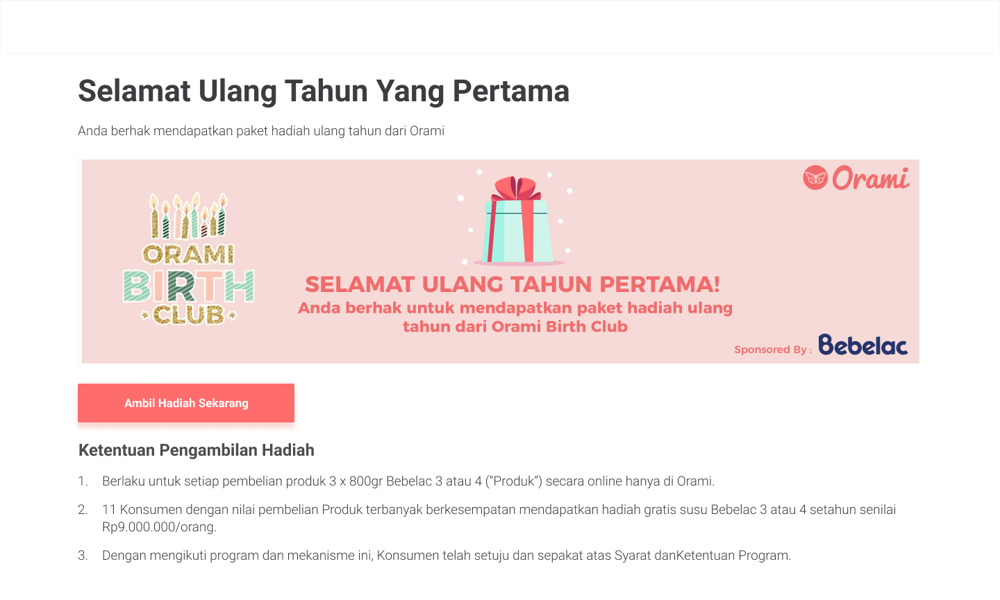 Selamat Ulang Tahun Yang Pertama
Anda berhak mendapatkan paket hadiah ulang tahun dari Orami
Orami
ORAMI
BIRTH
CLUB
SELAMAT ULANG TAHUN PERTAMA!
Anda berhak untuk mendapatkan paket hadiah ulang
tahun dari Orami Birth Club
Sponsored By : Bebelac
Ambil Hadiah Sekarang
Ketentuan Pengambilan Hadiah
1. Berlaku untuk setiap pembelian produk 3 x 800gr Bebelac 3 atau 4 (“Produk”) secara online hanya di Orami.
2. 11 Konsumen dengan nilai pembelian Produk terbanyak berkesempatan mendapatkan hadiah gratis susu Bebelac 3 atau 4 setahun senilai
Rp9.000.000/orang.
3. Dengan mengikuti program dan mekanisme ini, Konsumen telah setuju dan sepakat atas Syarat danKetentuan Program.